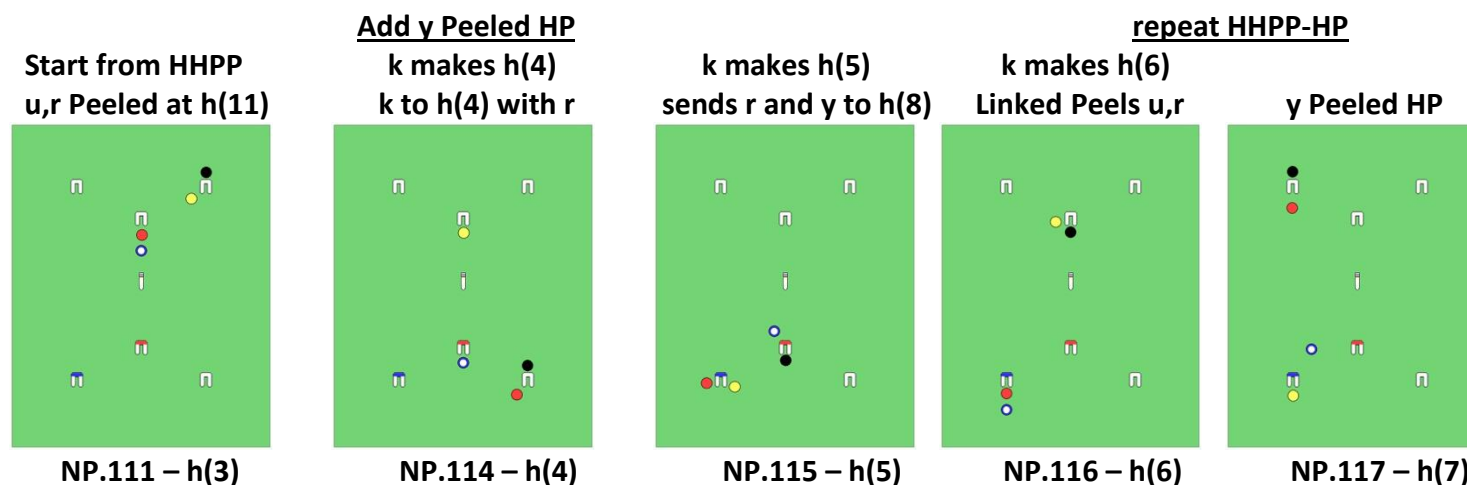 Add y Peeled HP
repeat HHPP-HP
Start from HHPP
u,r Peeled at h(11)
k makes h(4)
k to h(4) with r
k makes h(5)
sends r and y to h(8)
k makes h(6)
Linked Peels u,r
y Peeled HP
NP.111 – h(3)
NP.114 – h(4)
NP.115 – h(5)
NP.116 – h(6)
NP.117 – h(7)